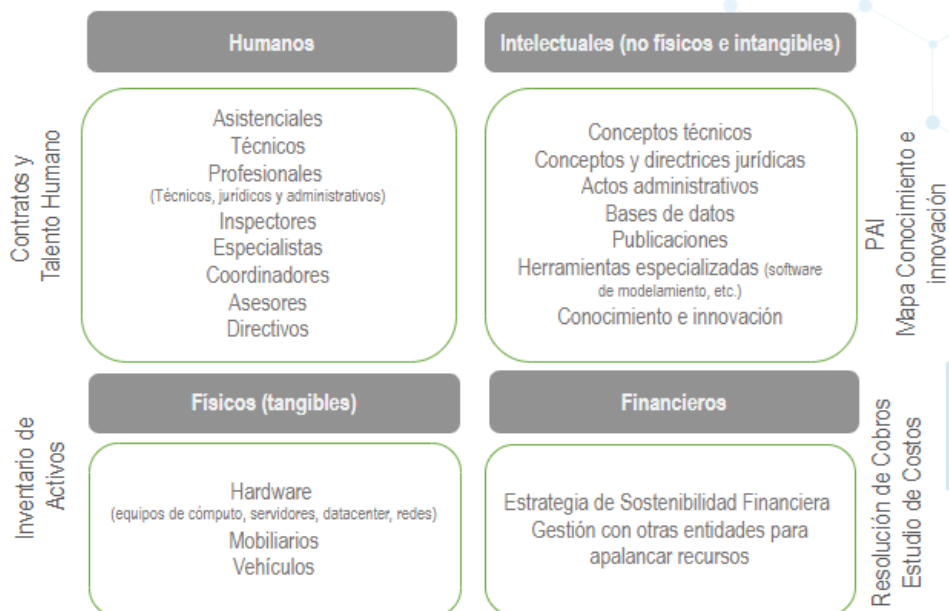 Humanos
Contratos y
Talento Humano
Asistenciales
Técnicos
Profesionales
(Técnicos, jurídicos y administrativos)
Inspectores
Especialistas
Coordinadores
Asesores
Directivos
Intelectuales (no físicos e intangibles)
Conceptos técnicos
Conceptos y directrices jurídicas
Actos administrativos
Bases de datos
Publicaciones
Herramientas especializadas (software
de modelamiento, etc.)
Conocimiento e innovación
PAI
Mapa Conocimiento e
innovación
Físicos (tangibles)
Inventario de
Activos
Hardware
(equipos de cómputo, servidores, datacenter, redes)
Mobiliarios
Vehículos
Financieros
Estrategia de Sostenibilidad Financiera
Gestión con otras entidades para
apalancar recursos
Resolución de Cobros
Estudio de Costos